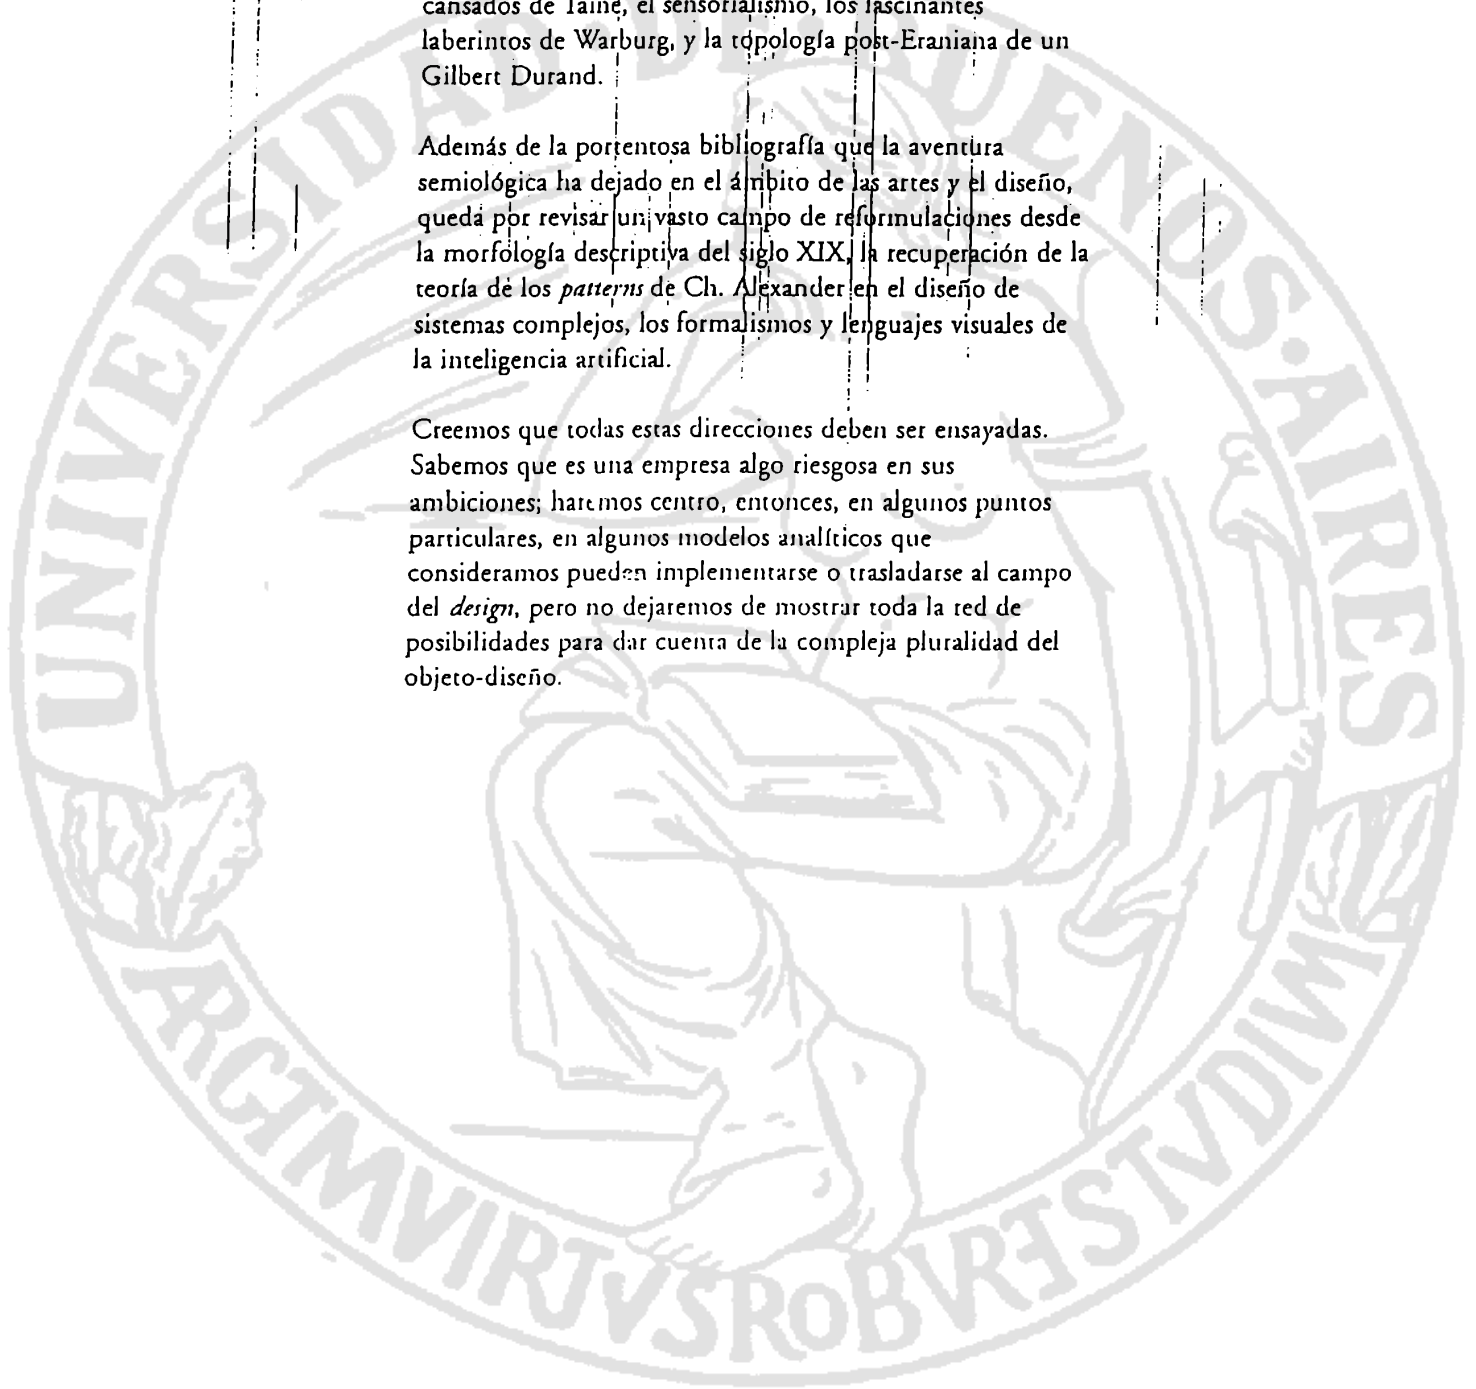 cansados de Taine, el sensorialismo, los fascinantes
laberintos de Warburg, y la topología post-Eraniana de un
Gilbert Durand.
Además de la portentosa bibliografía que la aventura
semiológica ha dejado en el ámbito de las artes y el diseño,
queda por revisar un vasto campo de reformulaciones desde
la morfología descriptiva del siglo XIX, la recuperación de la
teoría de los patterns de Ch. Alexander en el diseño de
sistemas complejos, los formalismos y lenguajes visuales de
la inteligencia artificial.
Creemos que todas estas direcciones deben ser ensayadas.
Sabemos que es una empresa algo riesgosa en sus
ambiciones; haremos centro, entonces, en algunos puntos
particulares, en algunos modelos analíticos que
consideramos pueden implementarse o trasladarse al campo
del design, pero no dejaremos de mostrar toda la red de
posibilidades para dar cuenta de la compleja pluralidad del
objeto-diseño.
UNIVERSIDAD·DE·BUENOS·AIRES
ARGTMVIRTVSROBVRETSTVDIVM